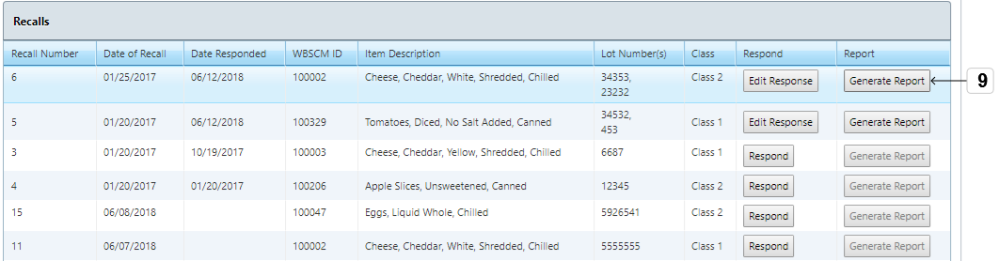 Recalls
Recall Number Date of Recall Date Responded WBSCM ID Item Description Lot Number(s) Class Respond Report
6 01/25/2017 06/12/2018 100002 Cheese, Cheddar, White, Shredded, Chilled 34353, 23232 Class 2 Edit Response Generate Report 9
5 01/20/2017 06/12/2018 100329 Tomatoes, Diced, No Salt Added, Canned 34532, 453 Class 1 Edit Response Generate Report
3 01/20/2017 10/19/2017 100003 Cheese, Cheddar, Yellow, Shredded, Chilled 6687 Class 1 Respond Generate Report
4 01/20/2017 01/20/2017 100206 Apple Slices, Unsweetened, Canned 12345 Class 2 Respond Generate Report
15 06/08/2018 100047 Eggs, Liquid Whole, Chilled 5926541 Class 2 Respond Generate Report
11 06/07/2018 100002 Cheese, Cheddar, White, Shredded, Chilled 5555555 Class 1 Respond Generate Report